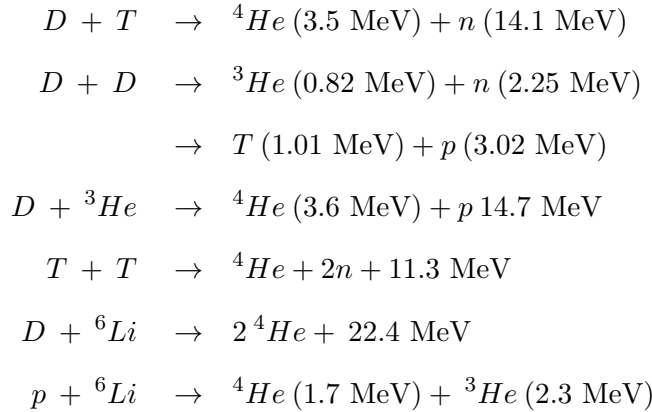 D + T → ⁴He (3.5 MeV) + n (14.1 MeV)
D + D → ³He (0.82 MeV) + n (2.25 MeV)
→ T (1.01 MeV) + p (3.02 MeV)
D + ³He → ⁴He (3.6 MeV) + p 14.7 MeV
T + T → ⁴He + 2n + 11.3 MeV
D + ⁶Li → 2 ⁴He + 22.4 MeV
p + ⁶Li → ⁴He (1.7 MeV) + ³He (2.3 MeV)